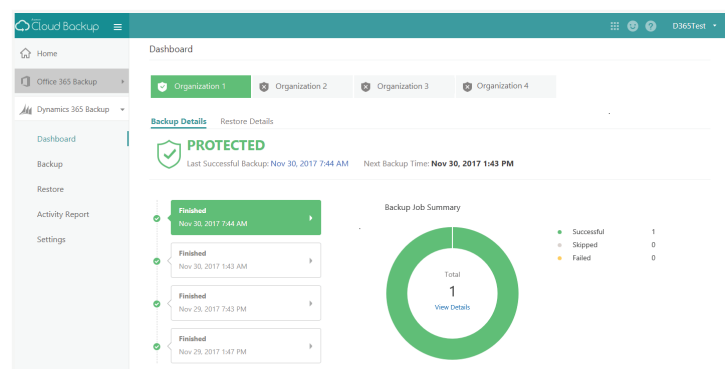 Cloud Backup
D365Test
Home
Office 365 Backup
Dynamics 365 Backup
Dashboard
Backup
Restore
Activity Report
Settings
Dashboard
Organization 1
Organization 2
Organization 3
Organization 4
Backup Details
Restore Details
PROTECTED
Last Successful Backup: Nov 30, 2017 7:44 AM Next Backup Time: Nov 30, 2017 1:43 PM
Finished
Nov 30, 2017 7:44 AM
Finished
Nov 30, 2017 1:43 AM
Finished
Nov 29, 2017 7:43 PM
Finished
Nov 29, 2017 1:47 PM
Backup Job Summary
Total
1
View Details
Successful 1
Skipped 0
Failed 0